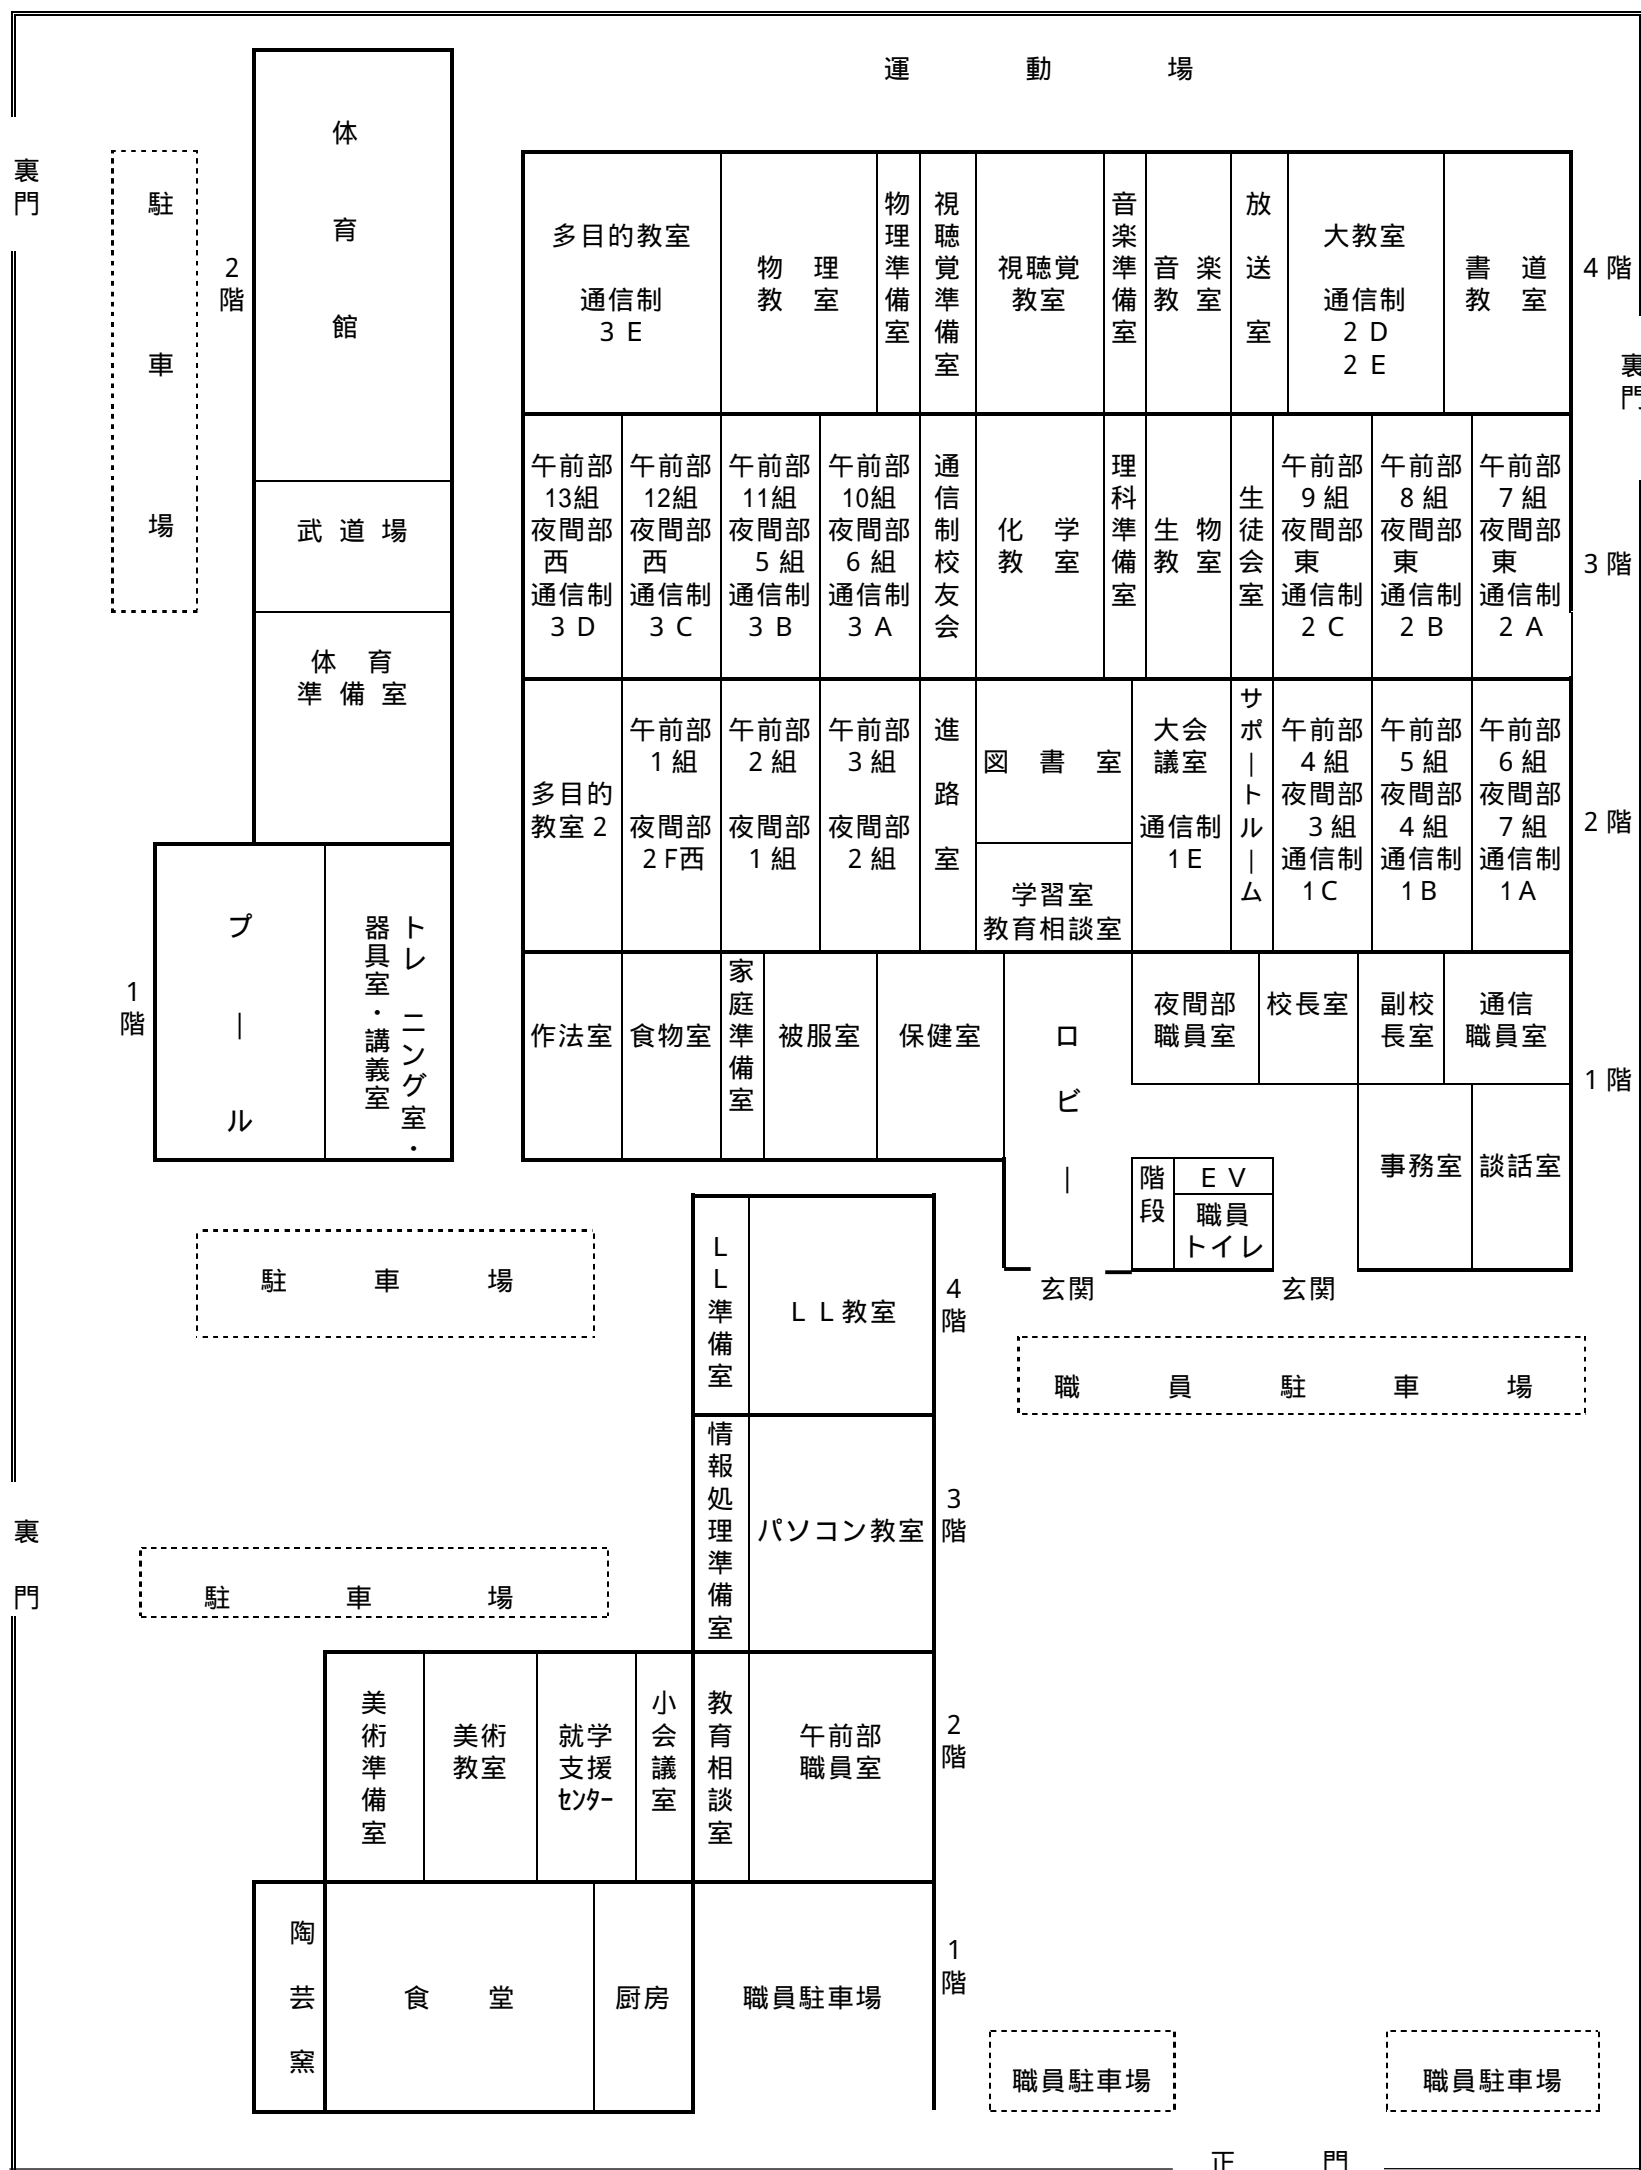 運動場
裏門
駐車場
2階
体育館
武道場
体育
準備室
1階
プール
トレーニング室・
器具室・講義室
多目的教室
通信制
3 E
物理
教室
物理準備室
視聴覚準備室
視聴覚
教室
音楽準備室
音楽
教室
放送室
大教室
通信制
2 D
2 E
書道
教室
4階
裏門
午前部
13組
夜間部
西
通信制
3 D
午前部
12組
夜間部
西
通信制
3 C
午前部
11組
夜間部
5組
通信制
3 B
午前部
10組
夜間部
6組
通信制
3 A
通信制校友会
化学
教室
理科準備室
生物
教室
生徒会室
午前部
9組
夜間部
東
通信制
2 C
午前部
8組
夜間部
東
通信制
2 B
午前部
7組
夜間部
東
通信制
2 A
3階
多目的
教室2
午前部
1組
夜間部
2F西
午前部
2組
夜間部
1組
午前部
3組
夜間部
2組
進路室
図書室
学習室
教育相談室
大会
議室
通信制
1E
サポートルーム
午前部
4組
夜間部
3組
通信制
1C
午前部
5組
夜間部
4組
通信制
1B
午前部
6組
夜間部
7組
通信制
1A
2階
作法室
食物室
家庭準備室
被服室
保健室
ロビー
夜間部
職員室
校長室
副校
長室
通信
職員室
1階
事務室
談話室
階段
EV
職員
トイレ
玄関
玄関
駐車場
職員駐車場
LL準備室
LL教室
4階
情報処理準備室
パソコン教室
3階
裏門
駐車場
美術準備室
美術
教室
就学
支援
ｾﾝﾀｰ
小会議室
教育相談室
午前部
職員室
2階
陶芸窯
食堂
厨房
職員駐車場
1階
職員駐車場
職員駐車場
正門